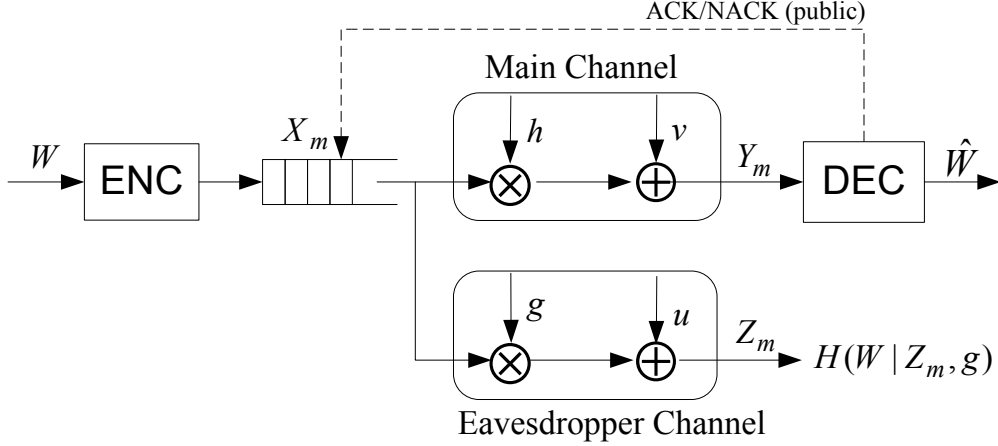 ACK/NACK (public)
Main Channel
W
ENC
X_m
h
v
Y_m
DEC
Ŵ
g
u
Z_m
H(W | Z_m, g)
Eavesdropper Channel